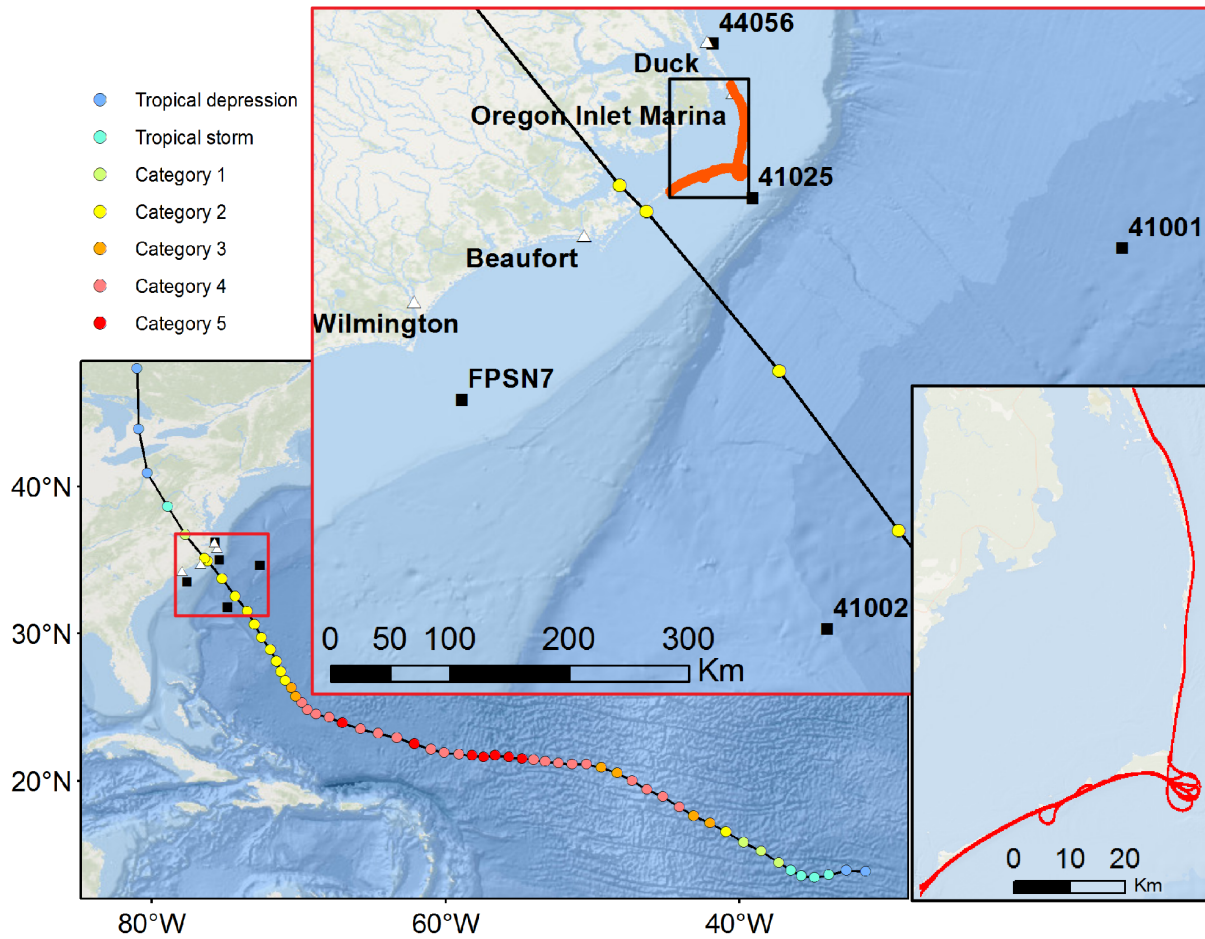 44056
Duck
Tropical depression
Tropical storm
Oregon Inlet Marina
Category 1
41025
Category 2
41001
Category 3
Beaufort
Category 4
Category 5
Wilmington
FPSN7
40°N
41002
0 50 100 200 300
Km
30°N
20°N
0 10 20
Km
80°W 60°W 40°W